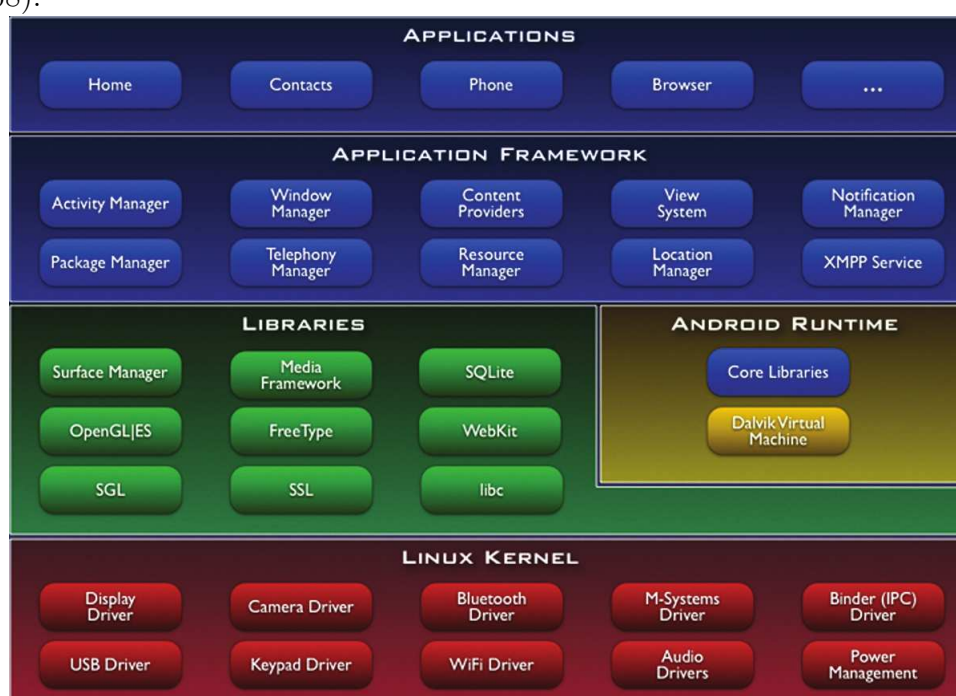 58).
APPLICATIONS
Home
Contacts
Phone
Browser
...
APPLICATION FRAMEWORK
Activity Manager
Window
Manager
Content
Providers
View
System
Notification
Manager
Package Manager
Telephony
Manager
Resource
Manager
Location
Manager
XMPP Service
LIBRARIES
Surface Manager
Media
Framework
SQLite
OpenGL|ES
FreeType
WebKit
SGL
SSL
libc
ANDROID RUNTIME
Core Libraries
Dalvik Virtual
Machine
LINUX KERNEL
Display
Driver
Camera Driver
Bluetooth
Driver
M-Systems
Driver
Binder (IPC)
Driver
USB Driver
Keypad Driver
WiFi Driver
Audio
Drivers
Power
Management